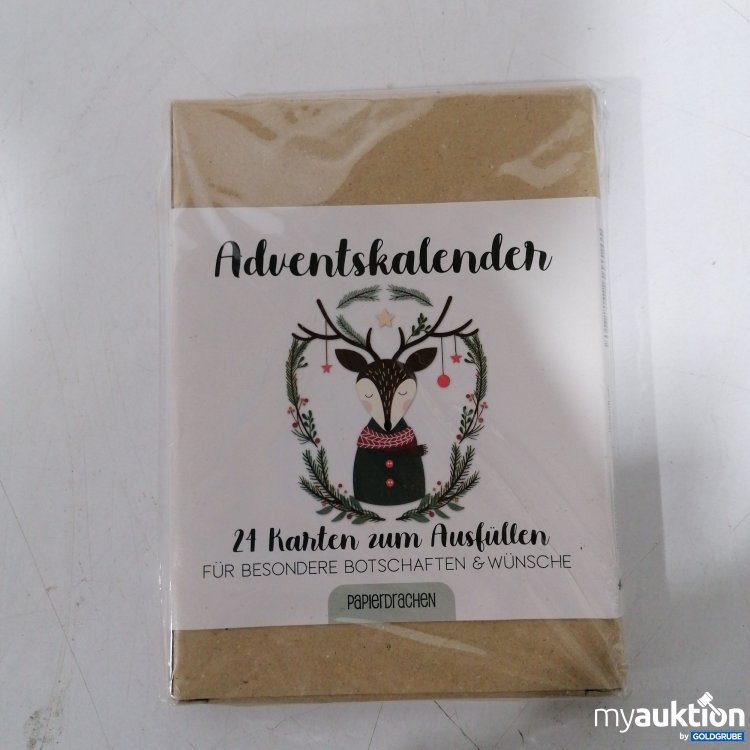 Adventskalender
24 Karten zum Ausfüllen
FÜR BESONDERE BOTSCHAFTEN & WÜNSCHE
PAPIERDRACHEN
myauktion
by GOLDGRUBE